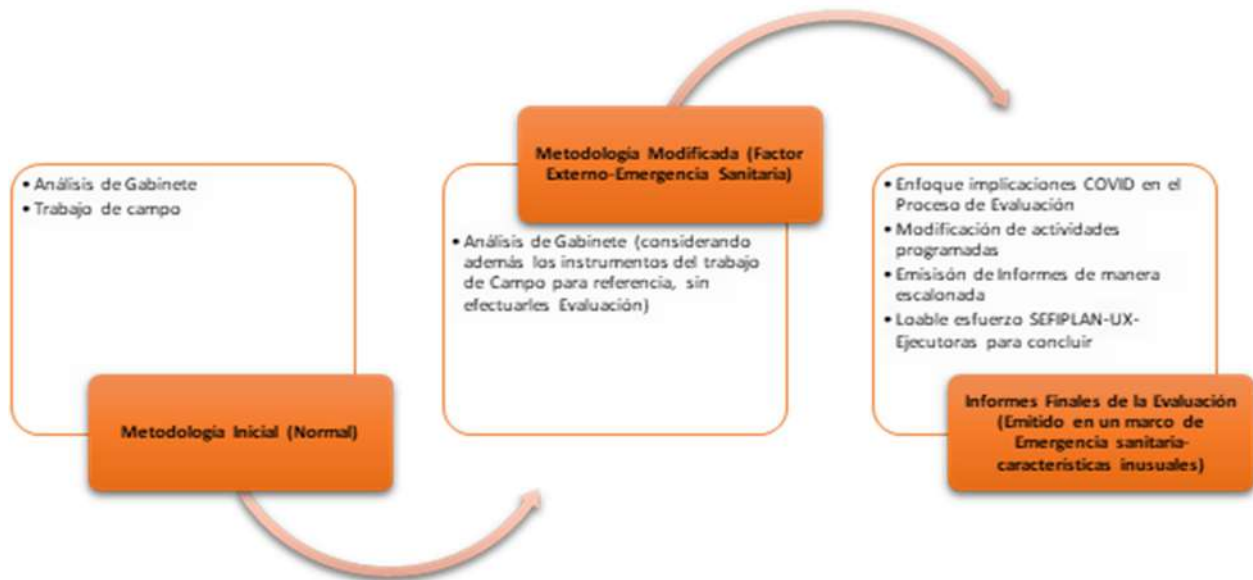 • Análisis de Gabinete
• Trabajo de campo
Metodología Inicial (Normal)
Metodología Modificada (Factor
Externo-Emergencia Sanitaria)
• Análisis de Gabinete (considerando
además los instrumentos del trabajo
de Campo para referencia, sin
efectuarles Evaluación)
• Enfoque implicaciones COVID en el
Proceso de Evaluación
• Modificación de actividades
programadas
• Emisisón de Informes de manera
escalonada
• Loable esfuerzo SEFIPLAN-UX-
Ejecutoras para concluir
Informes Finales de la Evaluación
(Emitido en un marco de
Emergencia sanitaria-
características inusuales)